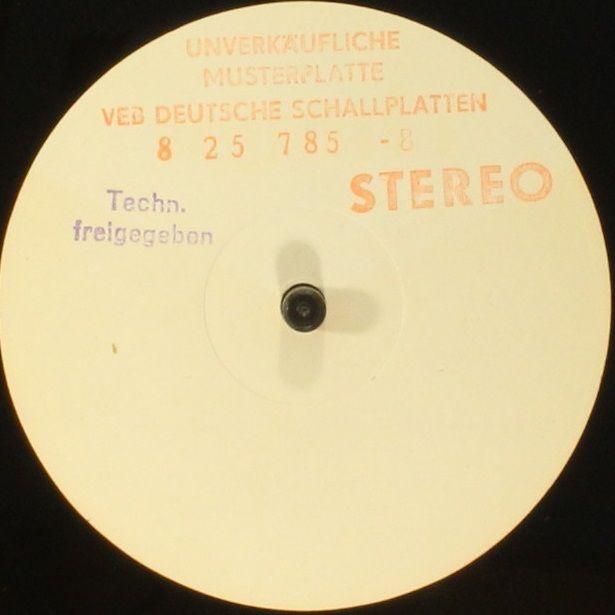 UNVERKÄUFLICHE
MUSTERPLATTE
VEB DEUTSCHE SCHALLPLATTEN
8 25 785 -8
STEREO
Techn.
freigegeben